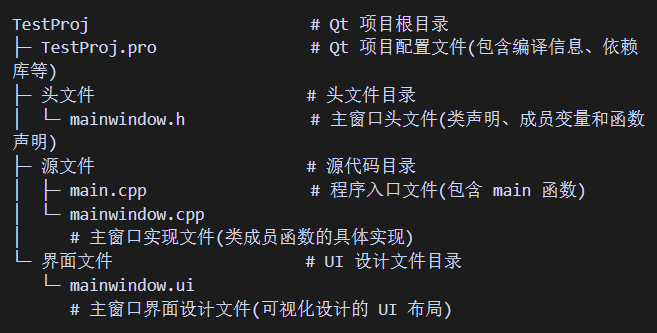 TestProj                     # Qt 项目根目录
├─ TestProj.pro              # Qt 项目配置文件(包含编译信息、依赖
库等)
├─ 头文件                    # 头文件目录
│  └─ mainwindow.h           # 主窗口头文件(类声明、成员变量和函数
声明)
├─ 源文件                    # 源代码目录
│  ├─ main.cpp               # 程序入口文件(包含 main 函数)
│  └─ mainwindow.cpp
│     # 主窗口实现文件(类成员函数的具体实现)
└─ 界面文件                  # UI 设计文件目录
   └─ mainwindow.ui
      # 主窗口界面设计文件(可视化设计的 UI 布局)